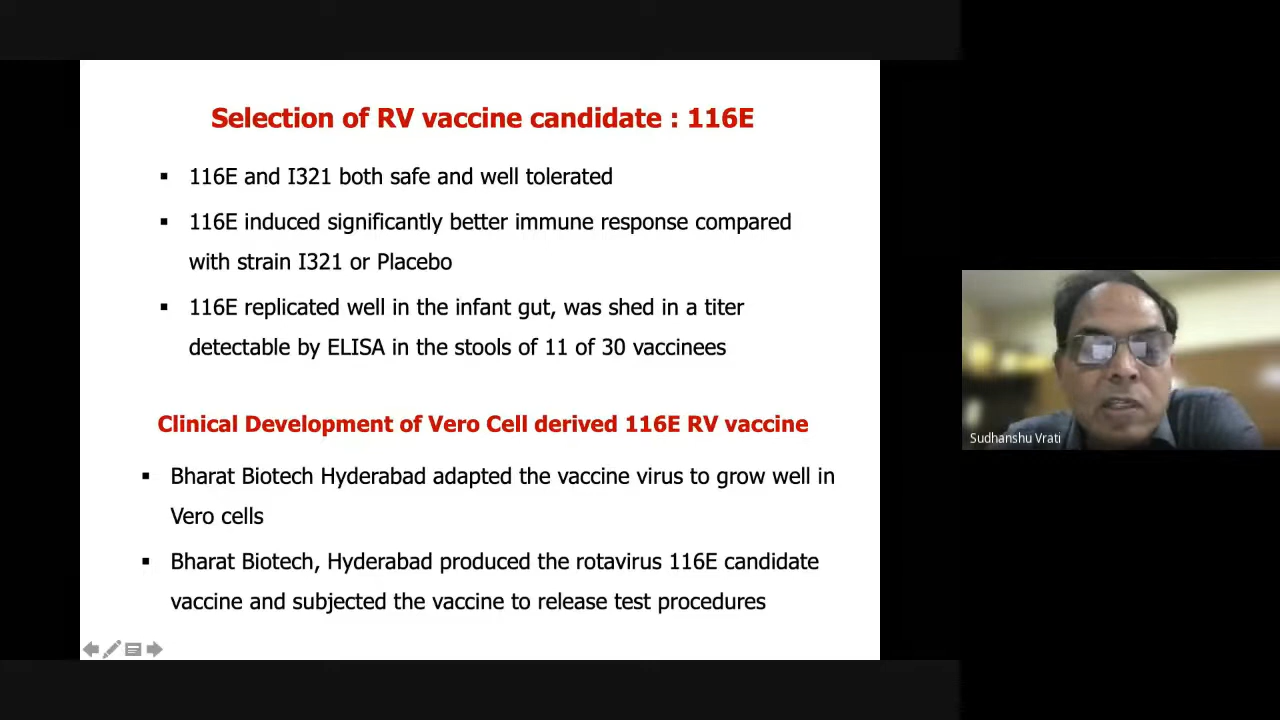 Selection of RV vaccine candidate : 116E
▪ 116E and I321 both safe and well tolerated
▪ 116E induced significantly better immune response compared
with strain I321 or Placebo
▪ 116E replicated well in the infant gut, was shed in a titer
detectable by ELISA in the stools of 11 of 30 vaccinees
Clinical Development of Vero Cell derived 116E RV vaccine
▪ Bharat Biotech Hyderabad adapted the vaccine virus to grow well in
Vero cells
▪ Bharat Biotech, Hyderabad produced the rotavirus 116E candidate
vaccine and subjected the vaccine to release test procedures
Sudhanshu Vrati